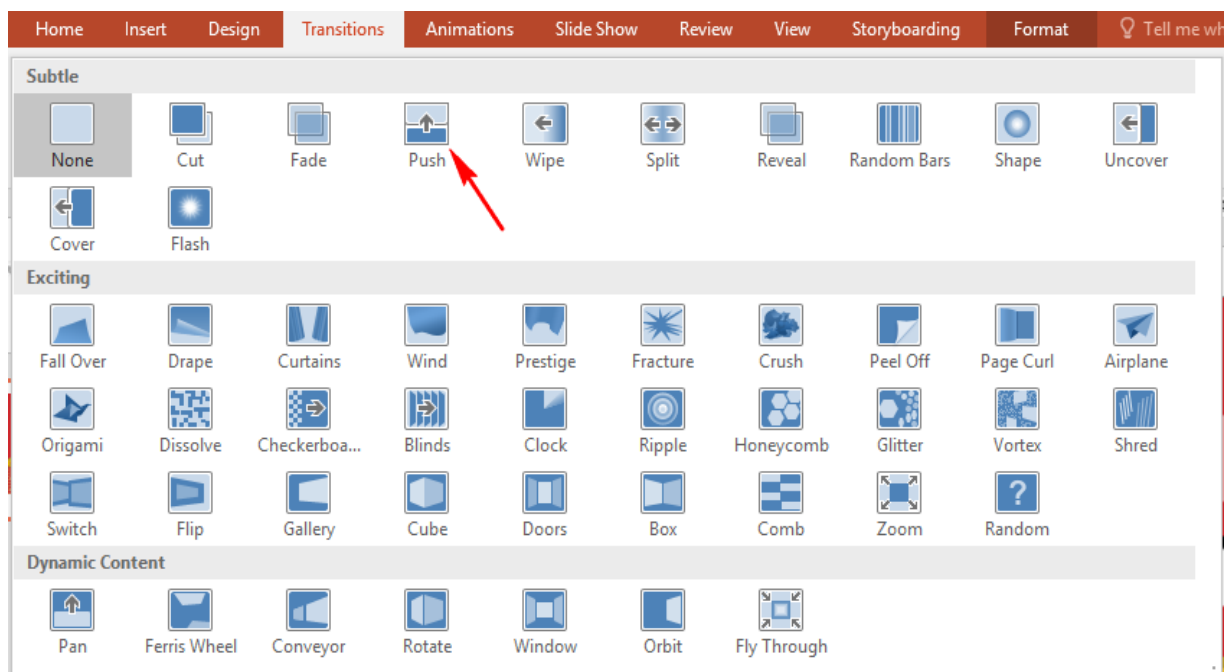 Home Insert Design Transitions Animations Slide Show Review View Storyboarding Format Tell me wh
Subtle
None Cut Fade Push Wipe Split Reveal Random Bars Shape Uncover
Cover Flash
Exciting
Fall Over Drape Curtains Wind Prestige Fracture Crush Peel Off Page Curl Airplane
Origami Dissolve Checkerboa... Blinds Clock Ripple Honeycomb Glitter Vortex Shred
Switch Flip Gallery Cube Doors Box Comb Zoom ? Random
Dynamic Content
Pan Ferris Wheel Conveyor Rotate Window Orbit Fly Through